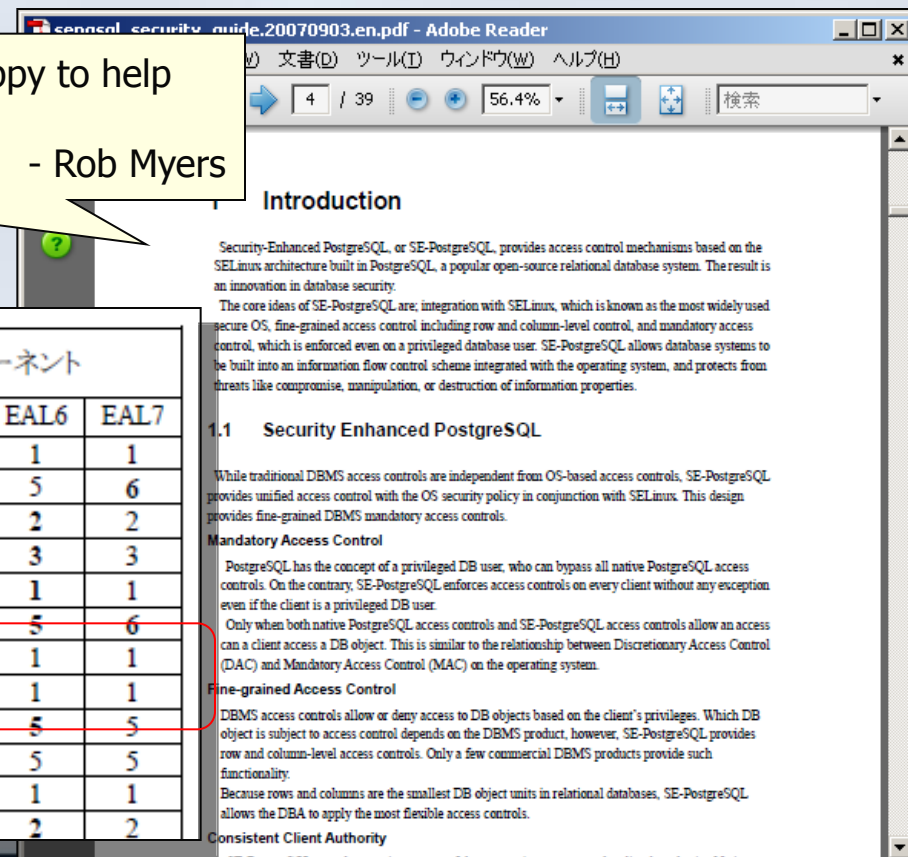 sepgsql_security_guide.20070903.en.pdf - Adobe Reader
文書(D) ツール(T) ウィンドウ(W) ヘルプ(H)
4 / 39 56.4% 検索
ppy to help
- Rob Myers
1 Introduction
Security-Enhanced PostgreSQL, or SE-PostgreSQL, provides access control mechanisms based on the
SELinux architecture built in PostgreSQL, a popular open-source relational database system. The result is
an innovation in database security.
The core ideas of SE-PostgreSQL are; integration with SELinux, which is known as the most widely used
secure OS, fine-grained access control including row and column-level control, and mandatory access
control, which is enforced even on a privileged database user. SE-PostgreSQL allows database systems to
be built into an information flow control scheme integrated with the operating system, and protects from
threats like compromise, manipulation, or destruction of information properties.
1.1 Security Enhanced PostgreSQL
While traditional DBMS access controls are independent from OS-based access controls, SE-PostgreSQL
provides unified access control with the OS security policy in conjunction with SELinux. This design
provides fine-grained DBMS mandatory access controls.
Mandatory Access Control
PostgreSQL has the concept of a privileged DB user, who can bypass all native PostgreSQL access
controls. On the contrary, SE-PostgreSQL enforces access controls on every client without any exception
even if the client is a privileged DB user.
Only when both native PostgreSQL access controls and SE-PostgreSQL access controls allow an access
can a client access a DB object. This is similar to the relationship between Discretionary Access Control
(DAC) and Mandatory Access Control (MAC) on the operating system.
Fine-grained Access Control
DBMS access controls allow or deny access to DB objects based on the client's privileges. Which DB
object is subject to access control depends on the DBMS product, however, SE-PostgreSQL provides
row and column-level access controls. Only a few commercial DBMS products provide such
functionality.
Because rows and columns are the smallest DB object units in relational databases, SE-PostgreSQL
allows the DBA to apply the most flexible access controls.
Consistent Client Authority
ーネント
EAL6 EAL7
1 1
5 6
2 2
3 3
1 1
5 6
1 1
1 1
5 5
5 5
1 1
2 2